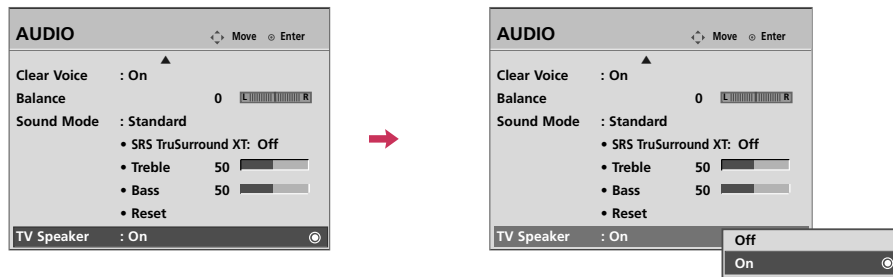 AUDIO Move Enter
Clear Voice : On
Balance 0 L R
Sound Mode : Standard
• SRS TruSurround XT: Off
• Treble 50
• Bass 50
• Reset
TV Speaker : On
AUDIO Move Enter
Clear Voice : On
Balance 0 L R
Sound Mode : Standard
• SRS TruSurround XT: Off
• Treble 50
• Bass 50
• Reset
TV Speaker : On
Off
On